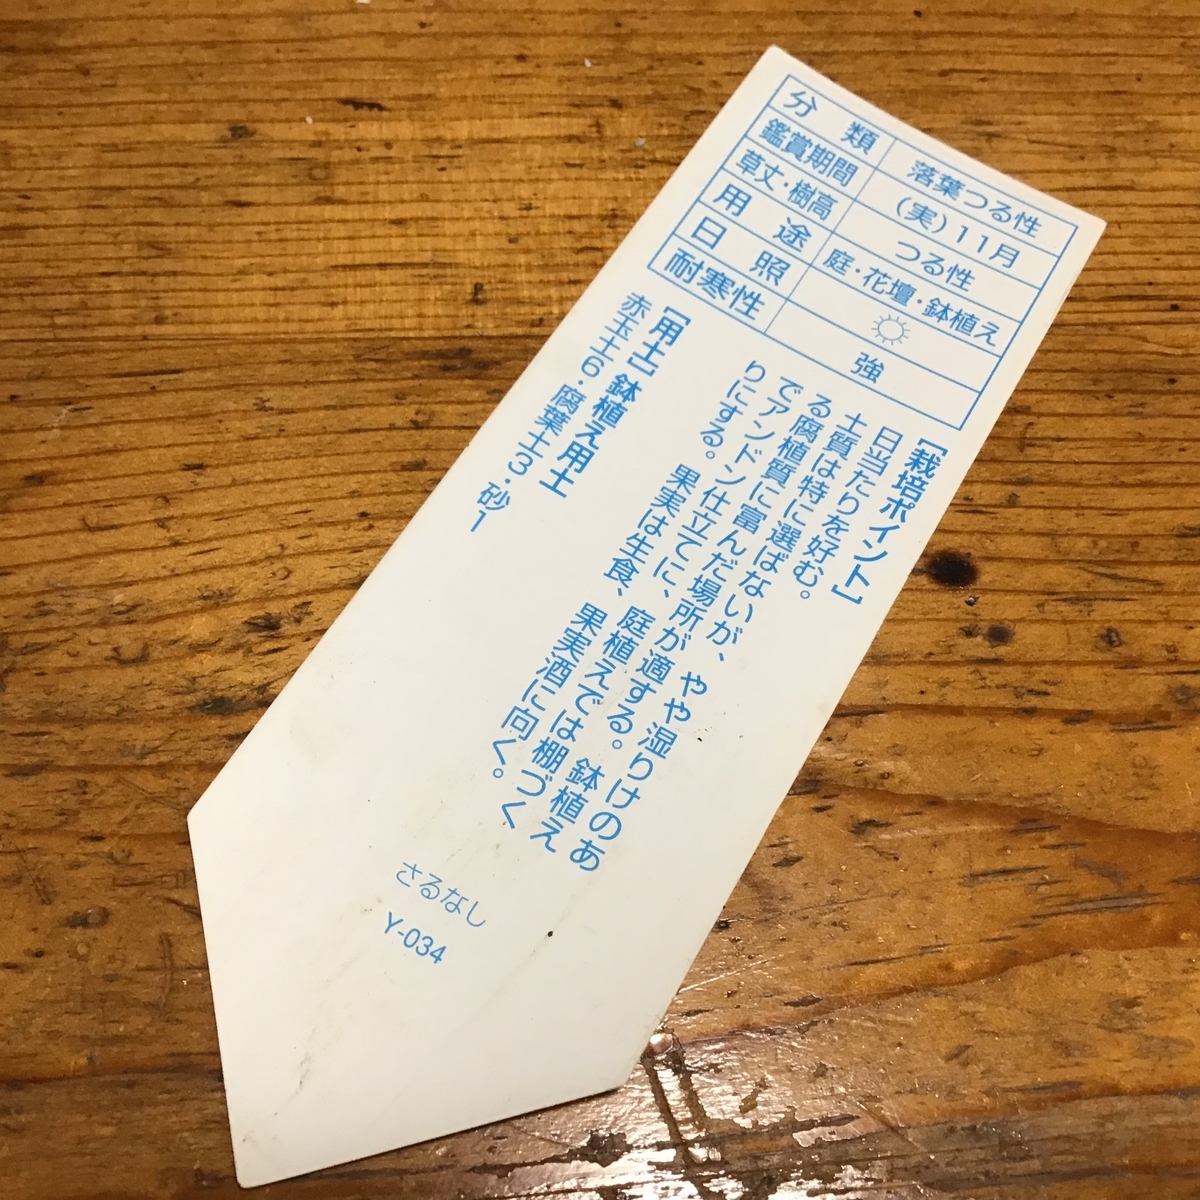 分類 落葉つる性
鑑賞期間 (実)11月
草丈・樹高 つる性
用途 庭・花壇・鉢植え
日照
耐寒性 強
[栽培ポイント]
日当たりを好む。
土質は特に選ばないが、やや湿りけのあ
る腐植質に富んだ場所が適する。鉢植え
でアンドン仕立てに、庭植えでは棚づく
りにする。果実は生食、果実酒に向く。
[用土]鉢植え用土
赤玉土6・腐葉土3・砂1
さるなし
Y-034